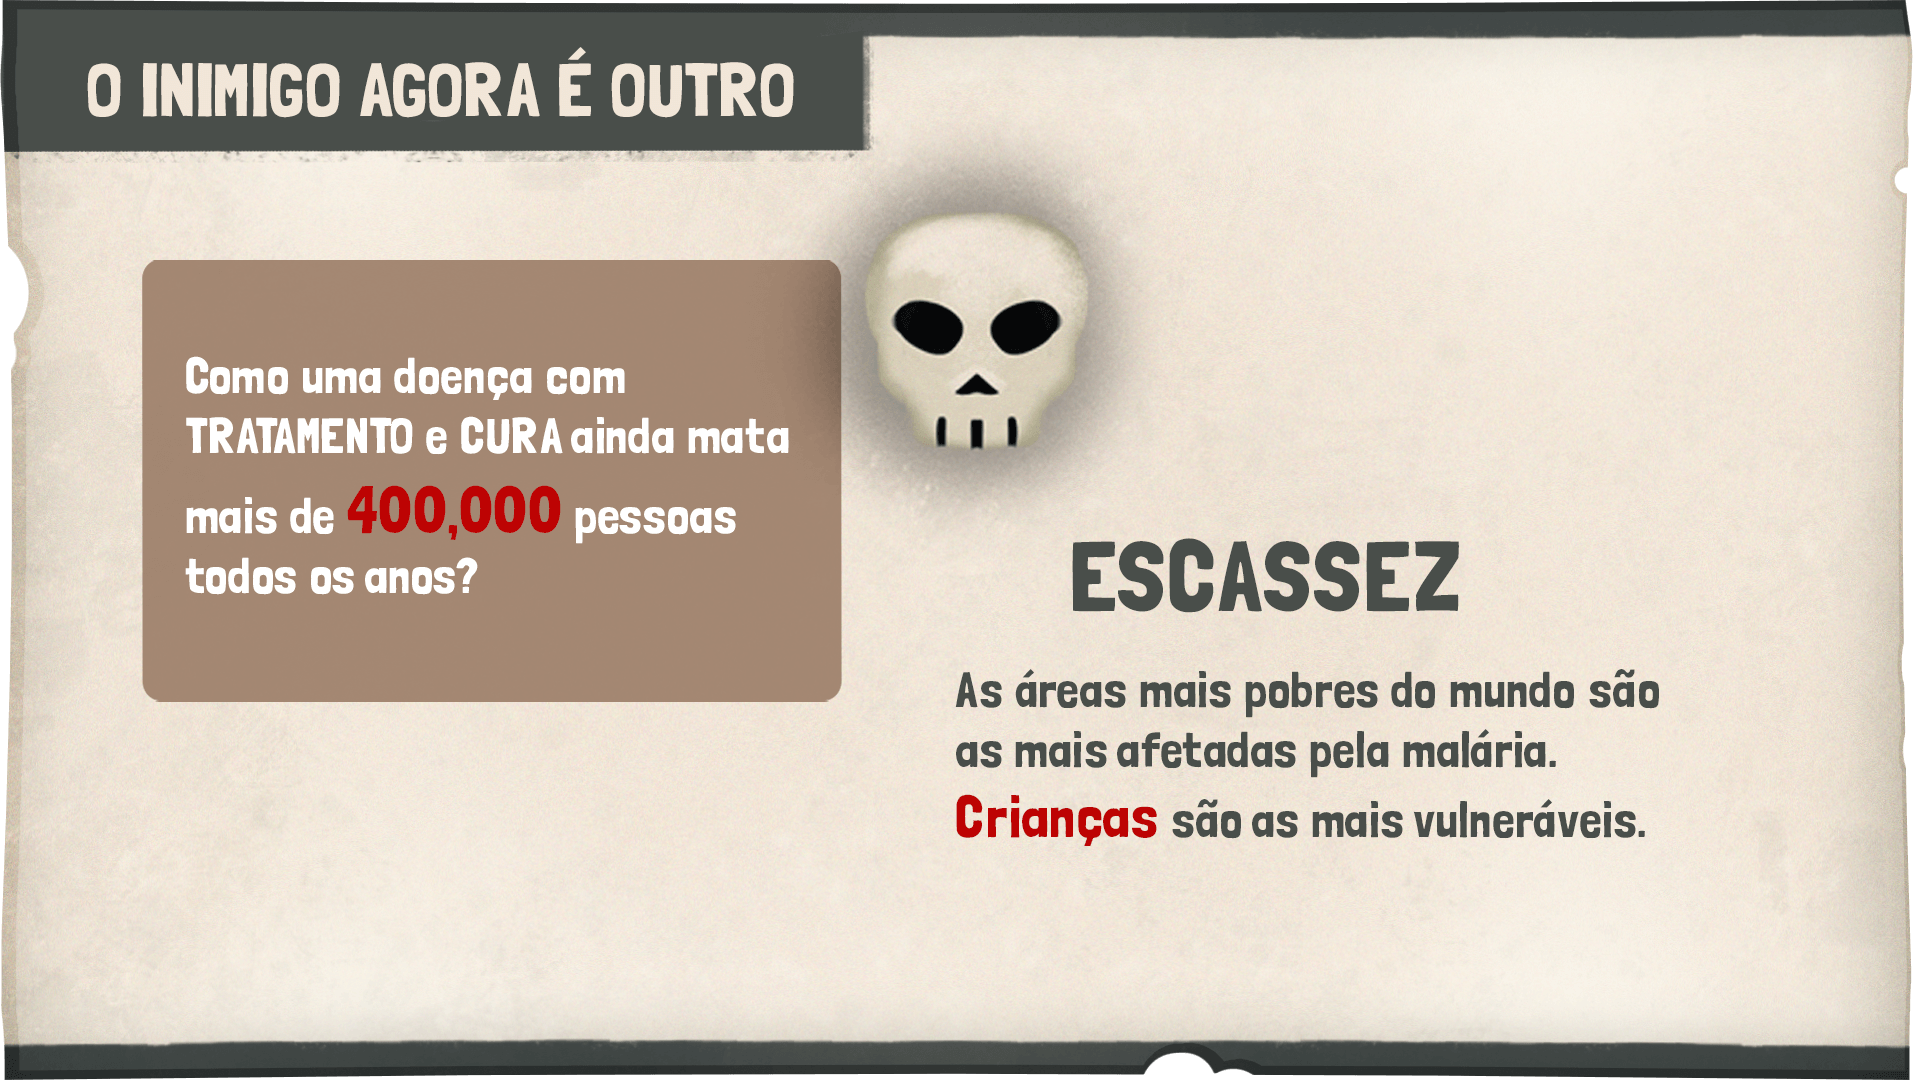 O INIMIGO AGORA É OUTRO
Como uma doença com
TRATAMENTO e CURA ainda mata
mais de 400,000 pessoas
todos os anos?
ESCASSEZ
As áreas mais pobres do mundo são
as mais afetadas pela malária.
Crianças são as mais vulneráveis.